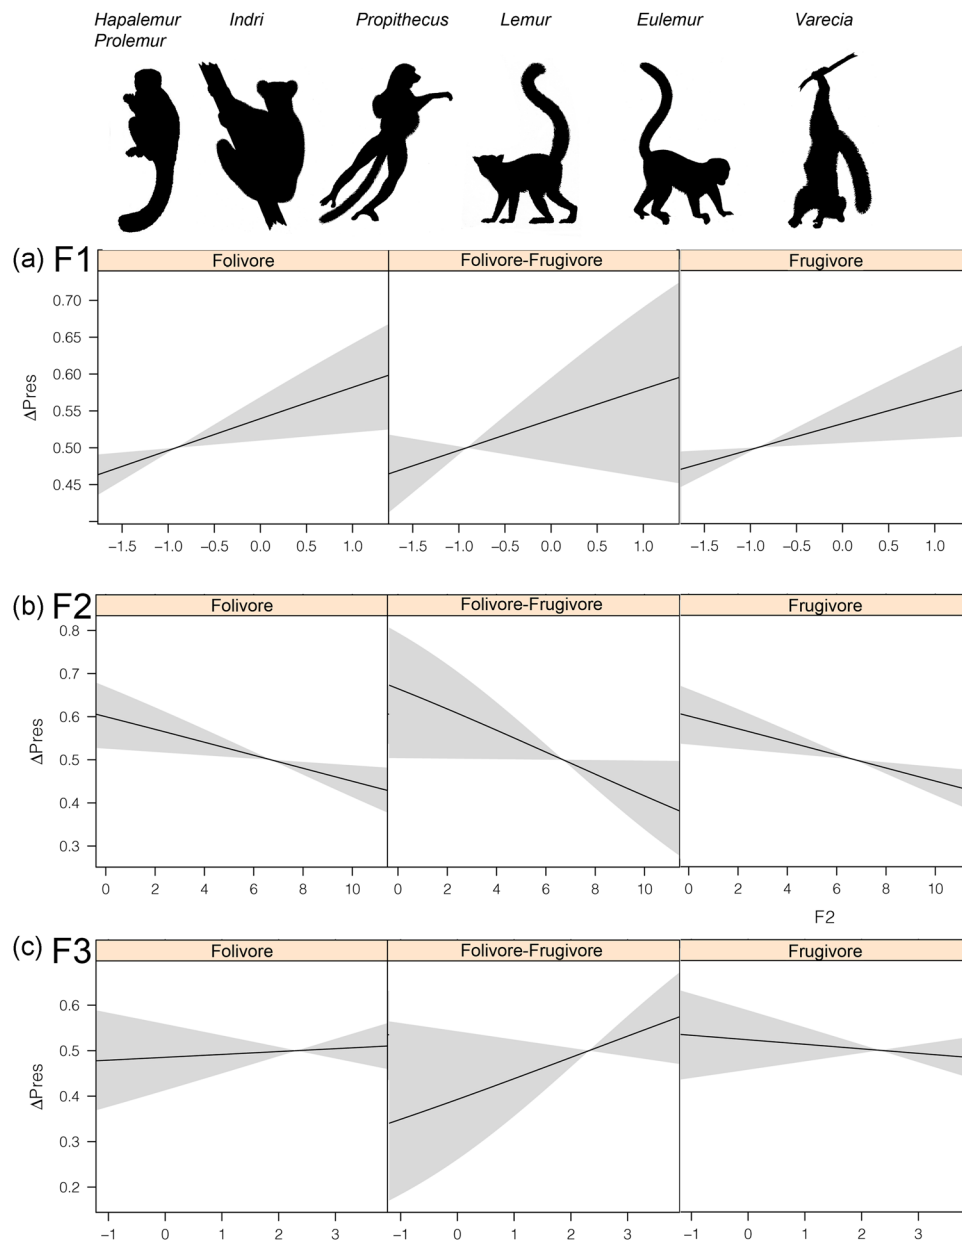 Hapalemur Indri Propithecus Lemur Eulemur Varecia
Prolemur
(a) F1
Folivore Folivore-Frugivore Frugivore
0.70
0.65
0.60
0.55
0.50
0.45
ΔPres
−1.5 −1.0 −0.5 0.0 0.5 1.0 −1.5 −1.0 −0.5 0.0 0.5 1.0 −1.5 −1.0 −0.5 0.0 0.5 1.0
(b) F2
Folivore Folivore-Frugivore Frugivore
0.8
0.7
0.6
0.5
0.4
0.3
ΔPres
0 2 4 6 8 10 0 2 4 6 8 10 0 2 4 6 8 10
F2
(c) F3
Folivore Folivore-Frugivore Frugivore
0.6
0.5
0.4
0.3
0.2
ΔPres
−1 0 1 2 3 −1 0 1 2 3 −1 0 1 2 3